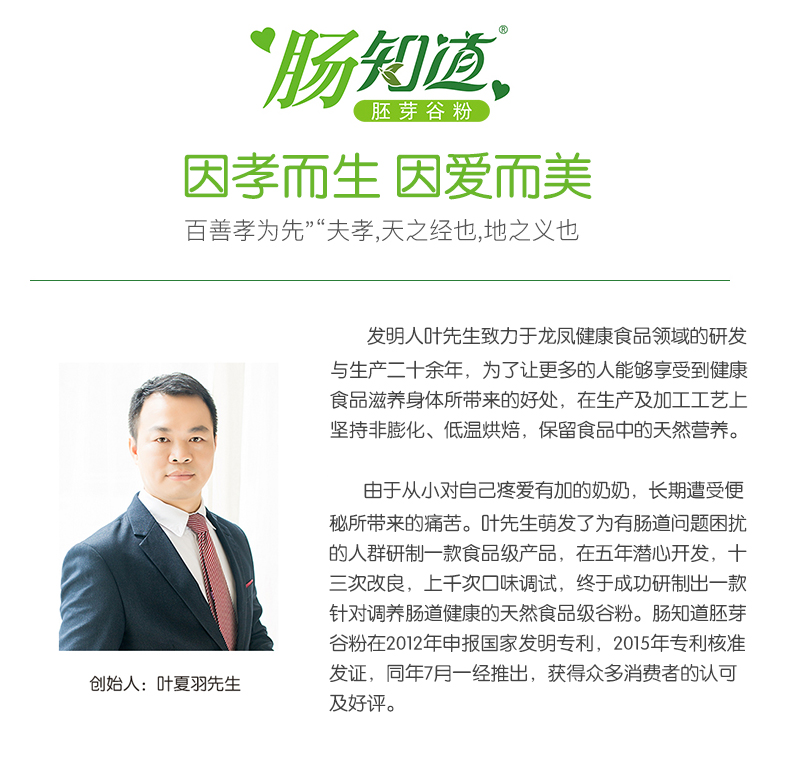 肠知道®
胚芽谷粉
因孝而生 因爱而美
百善孝为先”“夫孝,天之经也,地之义也
发明人叶先生致力于龙凤健康食品领域的研发
与生产二十余年，为了让更多的人能够享受到健康
食品滋养身体所带来的好处，在生产及加工工艺上
坚持非膨化、低温烘焙，保留食品中的天然营养。
由于从小对自己疼爱有加的奶奶，长期遭受便
秘所带来的痛苦。叶先生萌发了为有肠道问题困扰
的人群研制一款食品级产品，在五年潜心开发，十
三次改良，上千次口味调试，终于成功研制出一款
针对调养肠道健康的天然食品级谷粉。肠知道胚芽
谷粉在2012年申报国家发明专利，2015年专利核准
发证，同年7月一经推出，获得众多消费者的认可
及好评。
创始人：叶夏羽先生